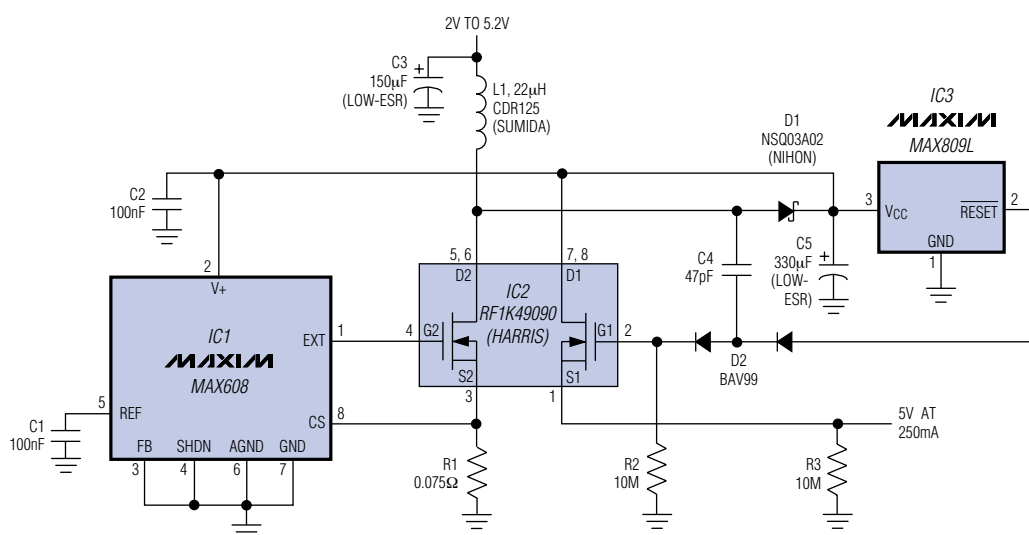 2V TO 5.2V
C3
150µF
(LOW-ESR)
+
L1, 22µH
CDR125
(SUMIDA)
D1
NSQ03A02
(NIHON)
IC3
MAXIM
MAX809L
3
VCC
RESET
2
GND
1
C2
100nF
C4
47pF
+
C5
330µF
(LOW-
ESR)
2
V+
IC1
MAXIM
MAX608
EXT
1
CS
8
5
REF
C1
100nF
FB
SHDN
AGND
GND
3
4
6
7
5, 6
7, 8
D2
D1
IC2
RF1K49090
(HARRIS)
4
G2
G1
2
S2
S1
3
1
D2
BAV99
5V AT
250mA
R1
0.075Ω
R2
10M
R3
10M